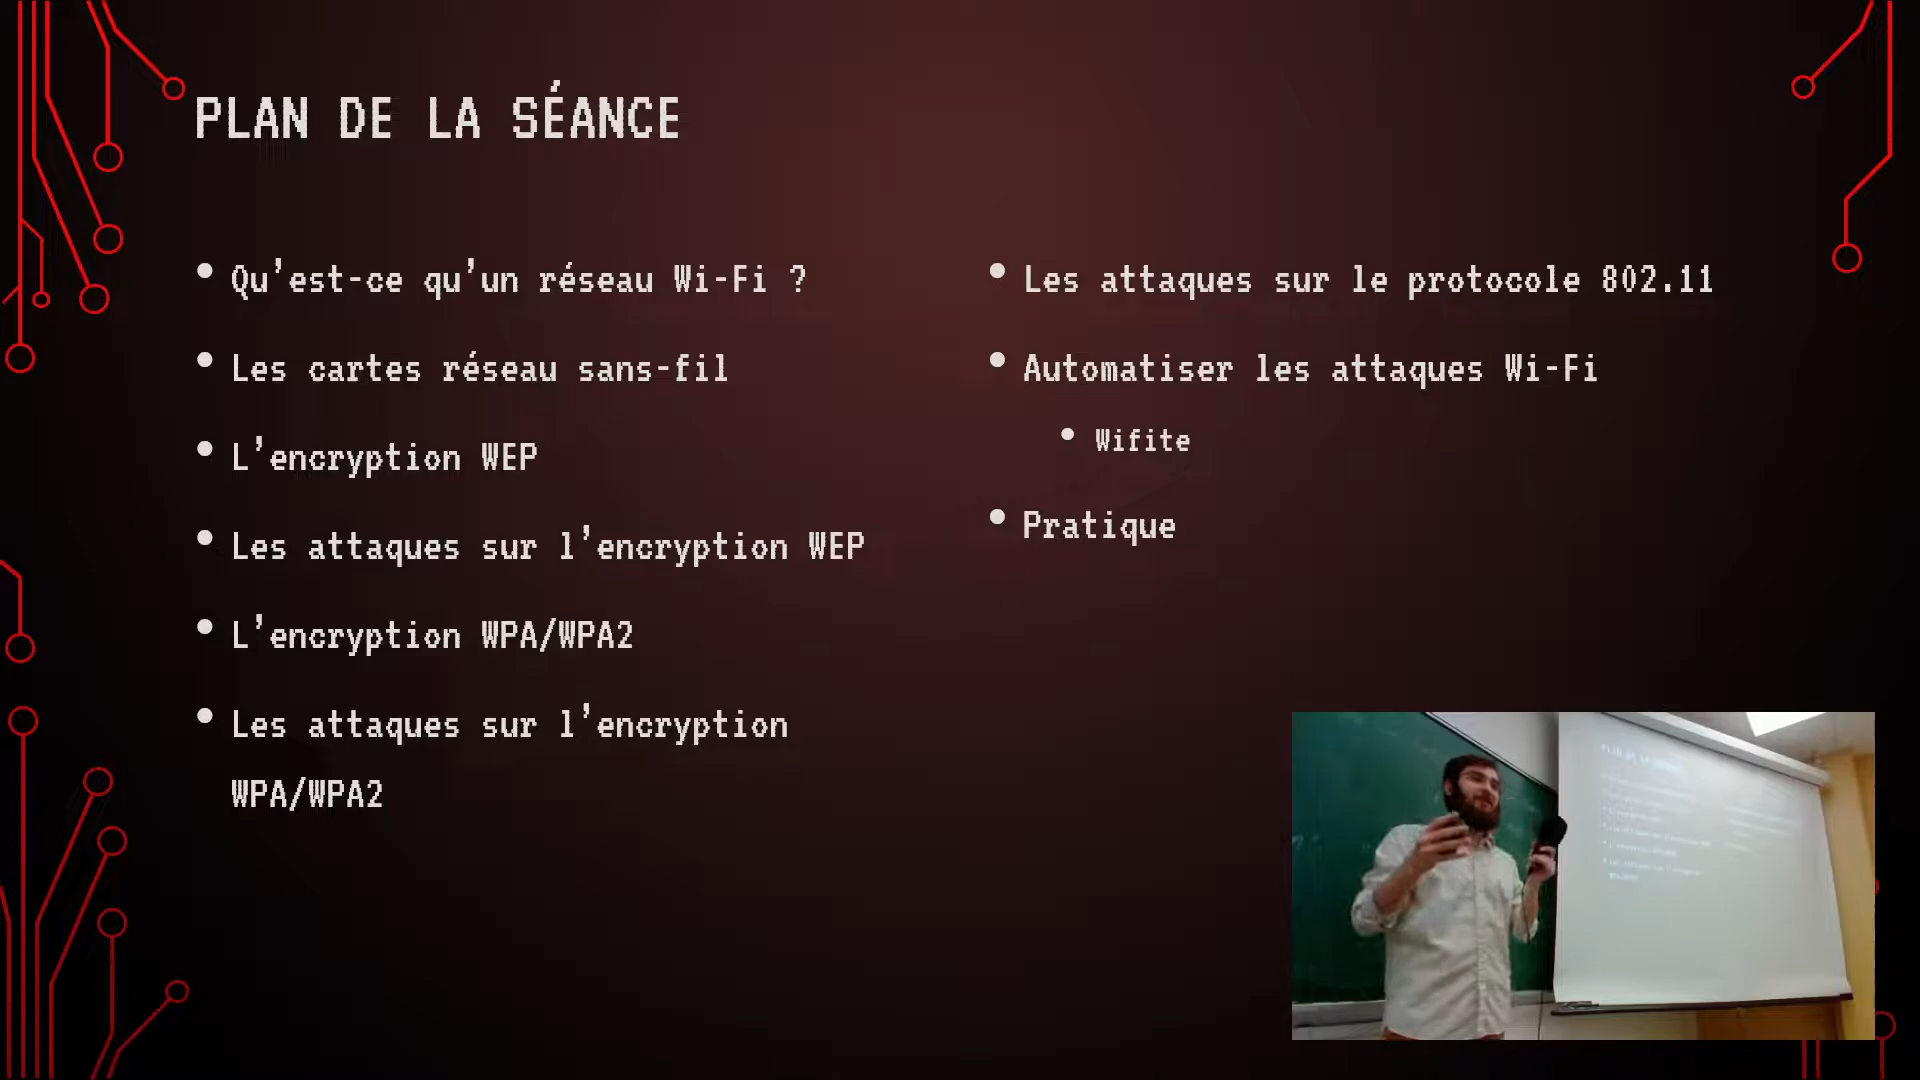 PLAN DE LA SÉANCE
Qu'est-ce qu'un réseau Wi-Fi ?
Les cartes réseau sans-fil
L'encryption WEP
Les attaques sur l'encryption WEP
L'encryption WPA/WPA2
Les attaques sur l'encryption
WPA/WPA2
Les attaques sur le protocole 802.11
Automatiser les attaques Wi-Fi
Wifite
Pratique